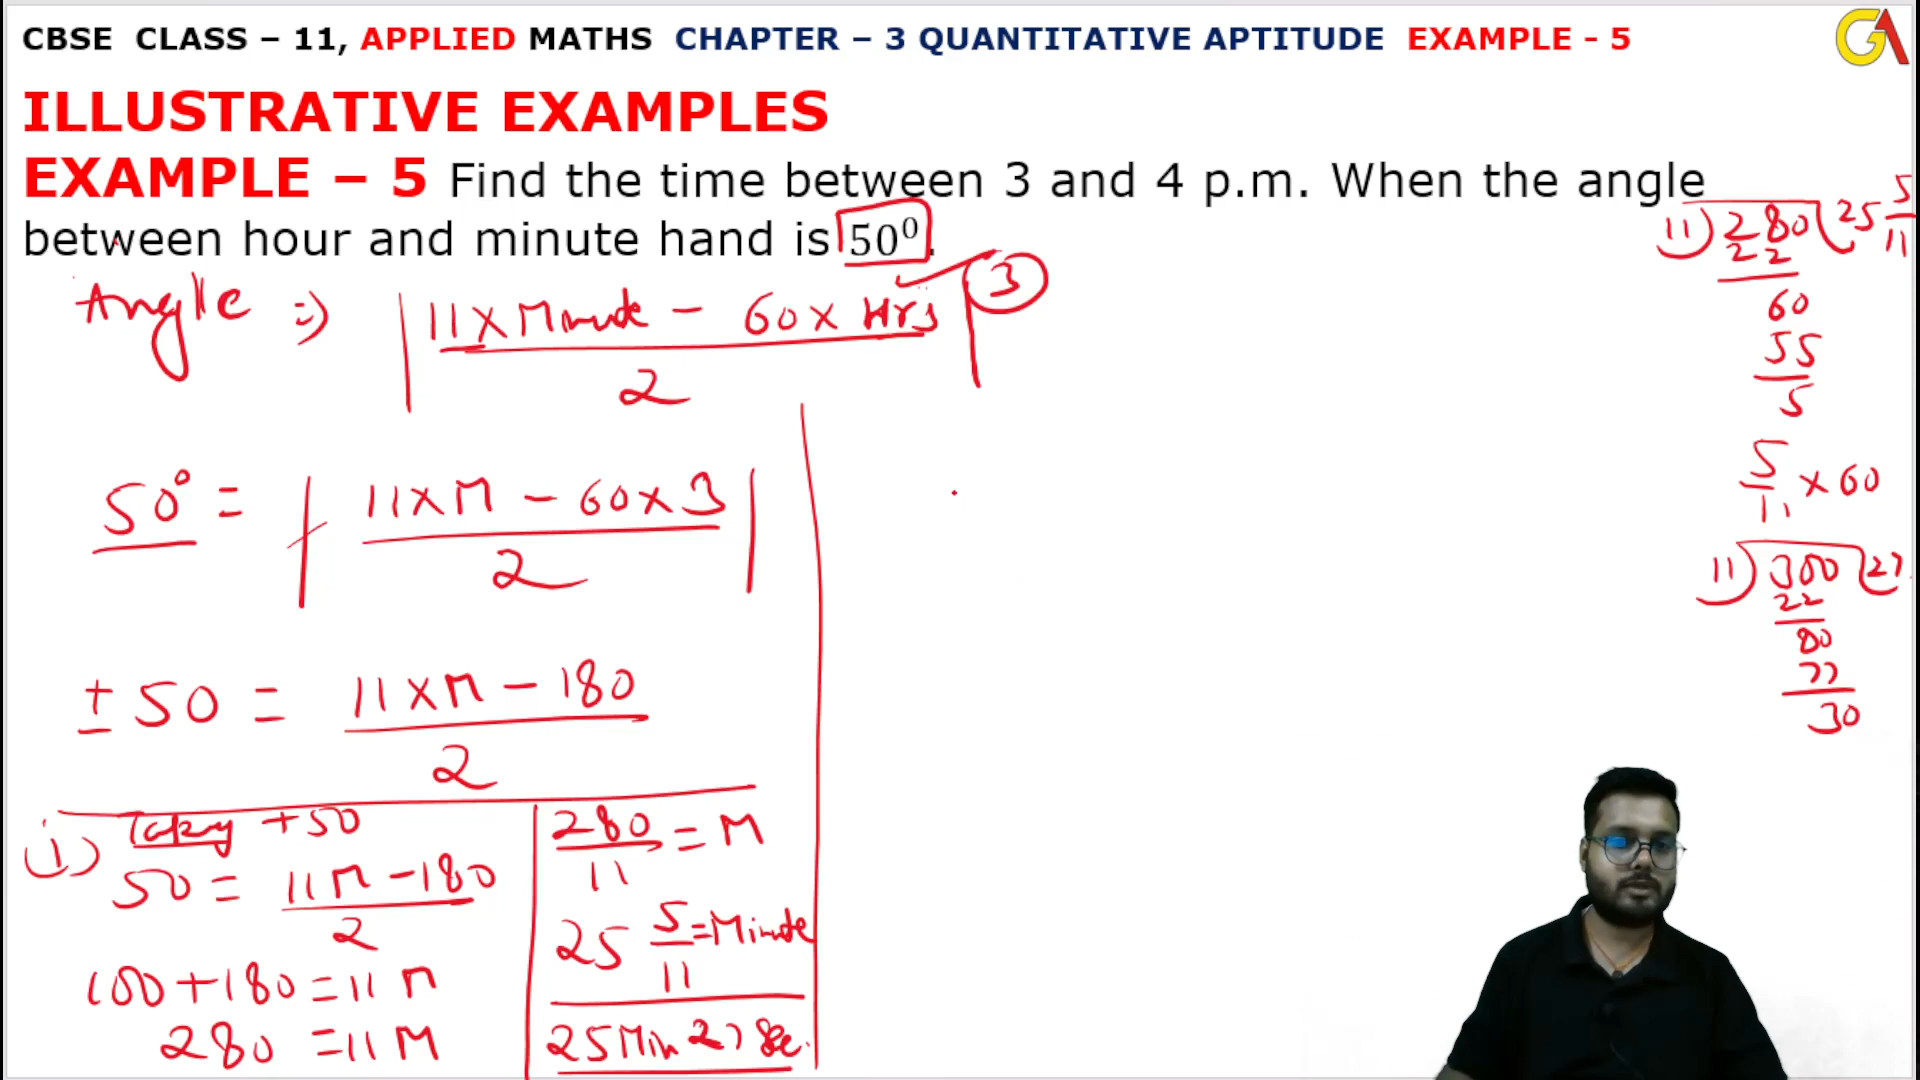 CBSE CLASS – 11, APPLIED MATHS CHAPTER – 3 QUANTITATIVE APTITUDE EXAMPLE - 5
GA
ILLUSTRATIVE EXAMPLES
EXAMPLE – 5 Find the time between 3 and 4 p.m. When the angle
between hour and minute hand is 50⁰.
Angle ⇒ | 11 × Minute − 60 × Hrs | 3
2
50° = | 11 × M − 60 × 3 |
2
± 50 = 11 × M − 180
2
(1) Taking +50
50 = 11M − 180
2
100 + 180 = 11 M
280 = 11 M
280 = M
11
25 5 = Minute
11
25 Min 27 Sec.
11) 280 (25 5
11
22
60
55
5
5 × 60
11
11) 300 (27
22
80
77
30